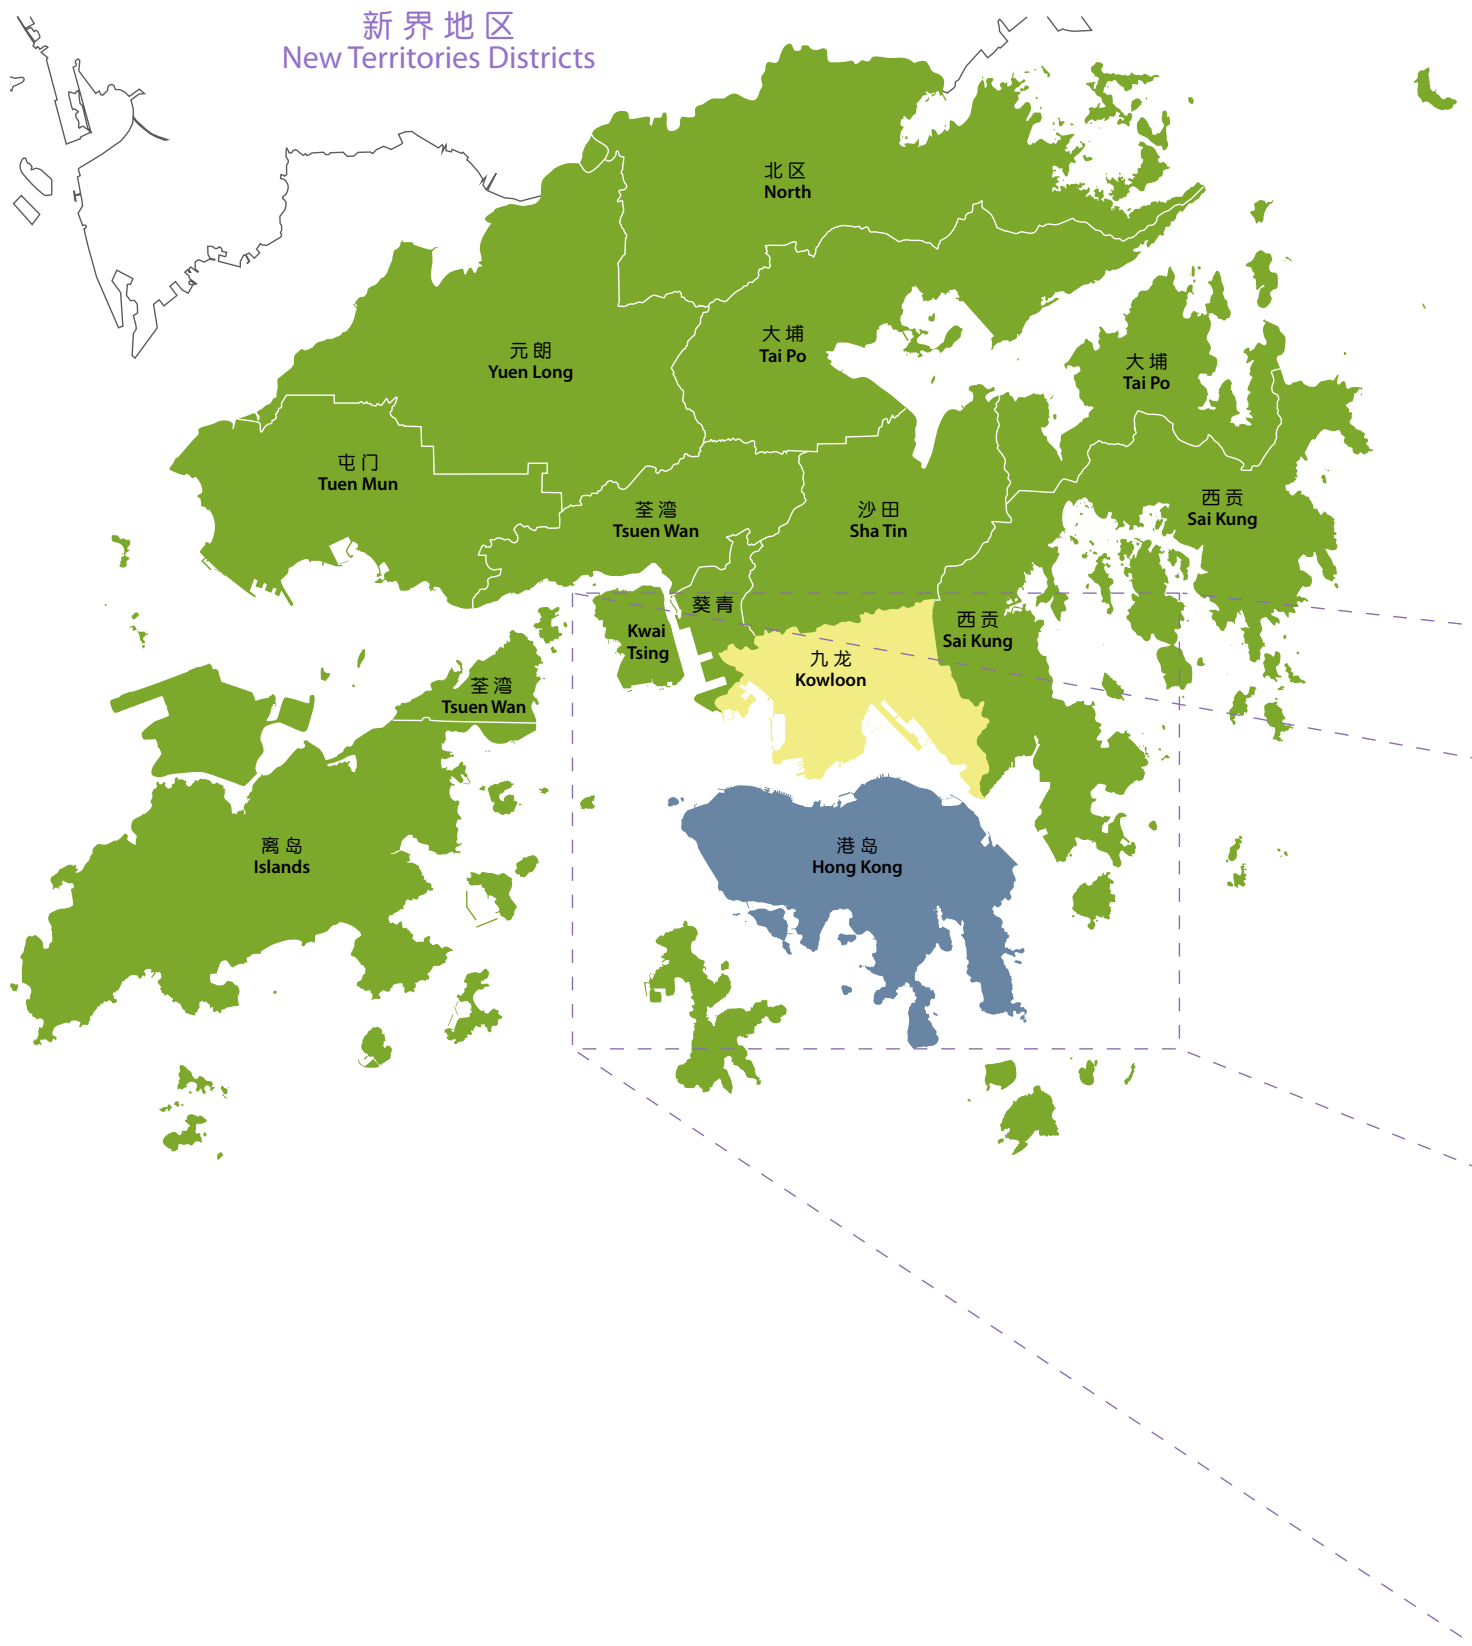 新界地区
New Territories Districts
北区
North
大埔
Tai Po
元朗
Yuen Long
大埔
Tai Po
屯门
Tuen Mun
荃湾
Tsuen Wan
沙田
Sha Tin
西贡
Sai Kung
葵青
Kwai
Tsing
西贡
Sai Kung
九龙
Kowloon
荃湾
Tsuen Wan
离岛
Islands
港岛
Hong Kong